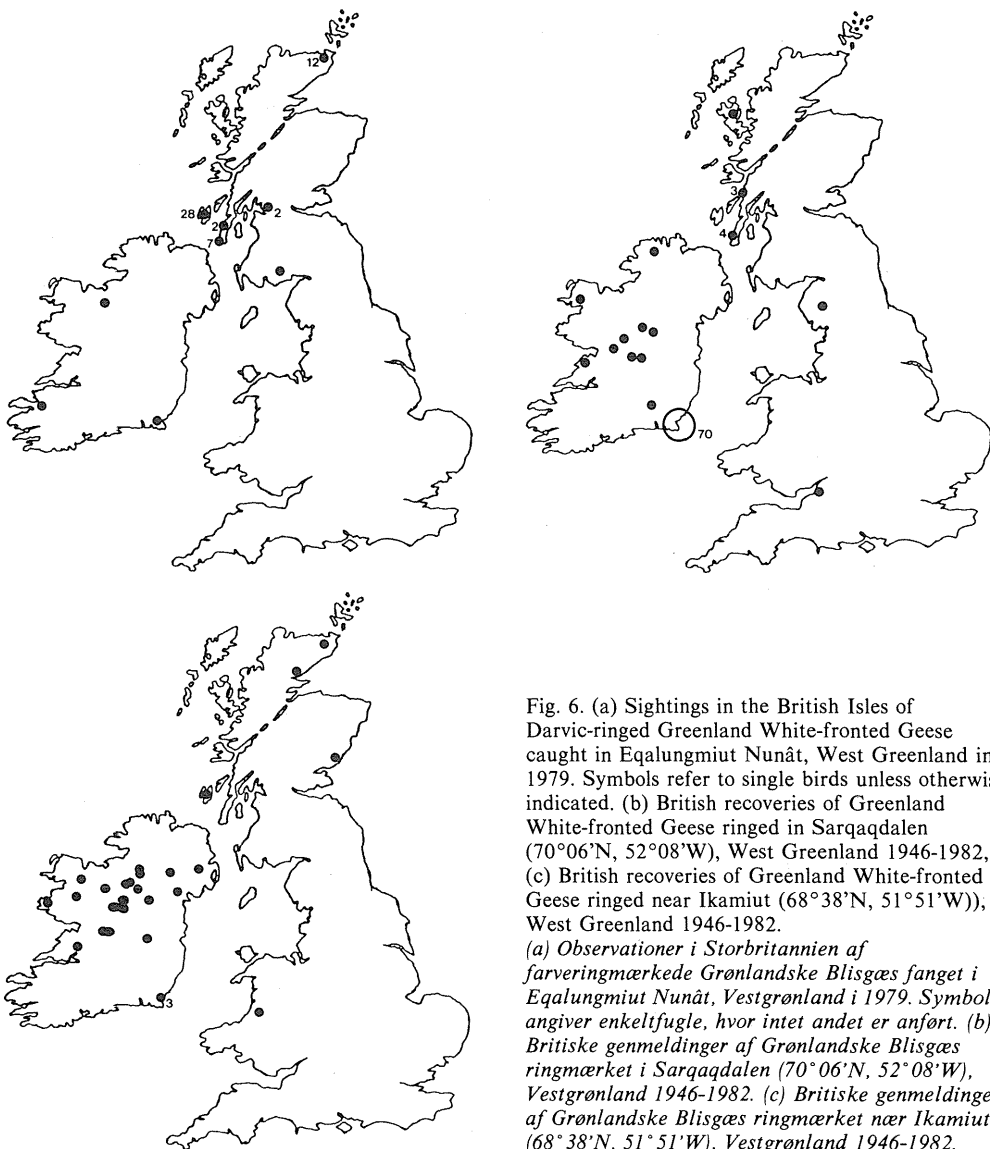 12
28
2
2
7
3
4
70
3
Fig. 6. (a) Sightings in the British Isles of
Darvic-ringed Greenland White-fronted Geese
caught in Eqalungmiut Nunât, West Greenland in
1979. Symbols refer to single birds unless otherwis
indicated. (b) British recoveries of Greenland
White-fronted Geese ringed in Sarqaqdalen
(70°06'N, 52°08'W), West Greenland 1946-1982,
(c) British recoveries of Greenland White-fronted
Geese ringed near Ikamiut (68°38'N, 51°51'W)),
West Greenland 1946-1982.
(a) Observationer i Storbritannien af
farveringmærkede Grønlandske Blisgæs fanget i
Eqalungmiut Nunât, Vestgrønland i 1979. Symbol
angiver enkeltfugle, hvor intet andet er anført. (b)
Britiske genmeldinger af Grønlandske Blisgæs
ringmærket i Sarqaqdalen (70°06'N, 52°08'W),
Vestgrønland 1946-1982. (c) Britiske genmeldinge
af Grønlandske Blisgæs ringmærket nær Ikamiut
(68°38'N, 51°51'W), Vestgrønland 1946-1982.